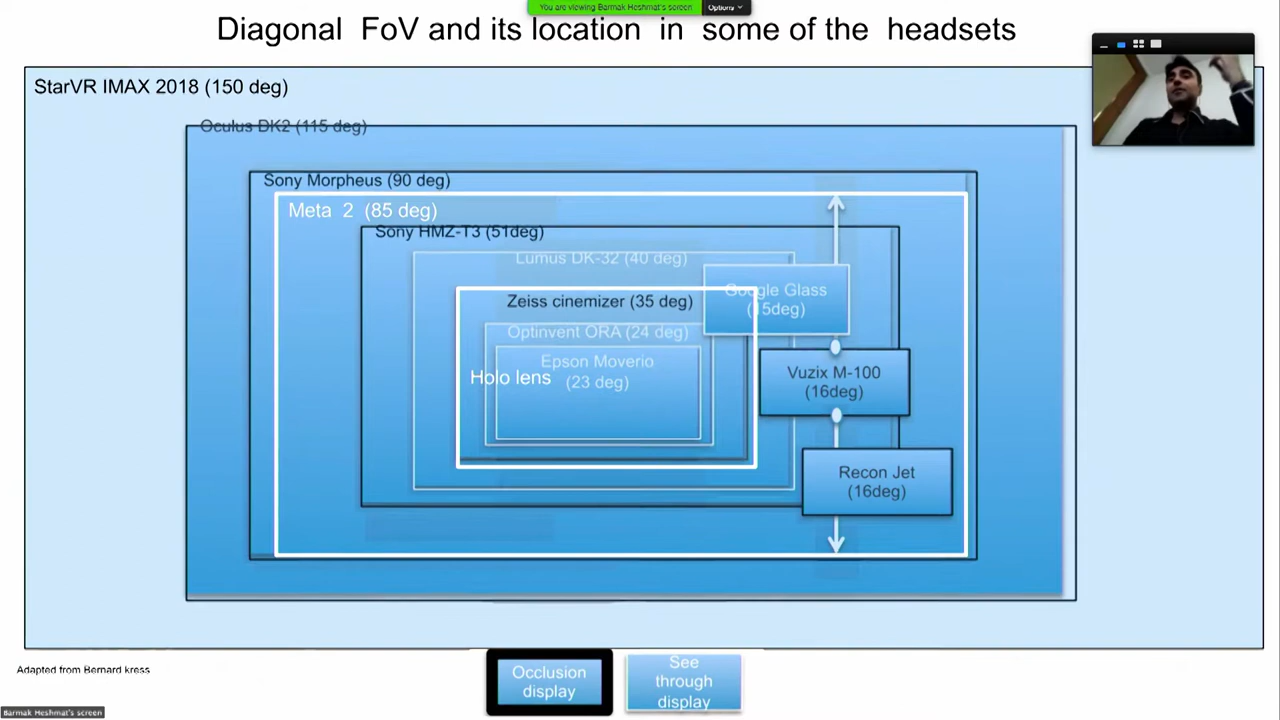 You are viewing Barmak Heshmat's screen
Options
Diagonal FoV and its location in some of the headsets
StarVR IMAX 2018 (150 deg)
Oculus DK2 (115 deg)
Sony Morpheus (90 deg)
Meta 2 (85 deg)
Sony HMZ-T3 (51deg)
Lumus DK-32 (40 deg)
Google Glass
(15deg)
Zeiss cinemizer (35 deg)
Optinvent ORA (24 deg)
Epson Moverio
(23 deg)
Holo lens
Vuzix M-100
(16deg)
Recon Jet
(16deg)
Adapted from Bernard kress
Occlusion
display
See
through
display
Barmak Heshmat's screen